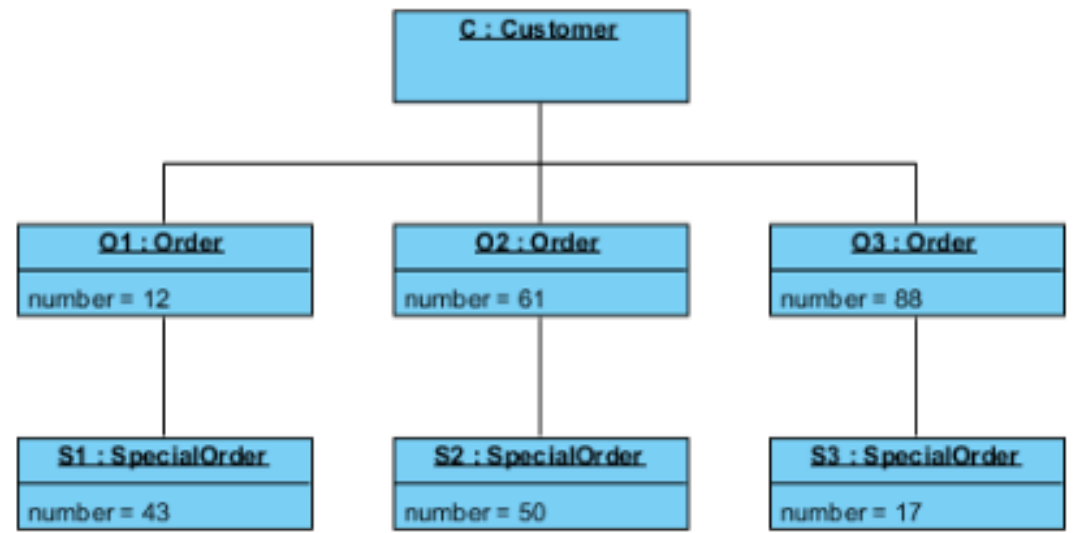 C : Customer
O1 : Order
number = 12
O2 : Order
number = 61
O3 : Order
number = 88
S1 : SpecialOrder
number = 43
S2 : SpecialOrder
number = 50
S3 : SpecialOrder
number = 17